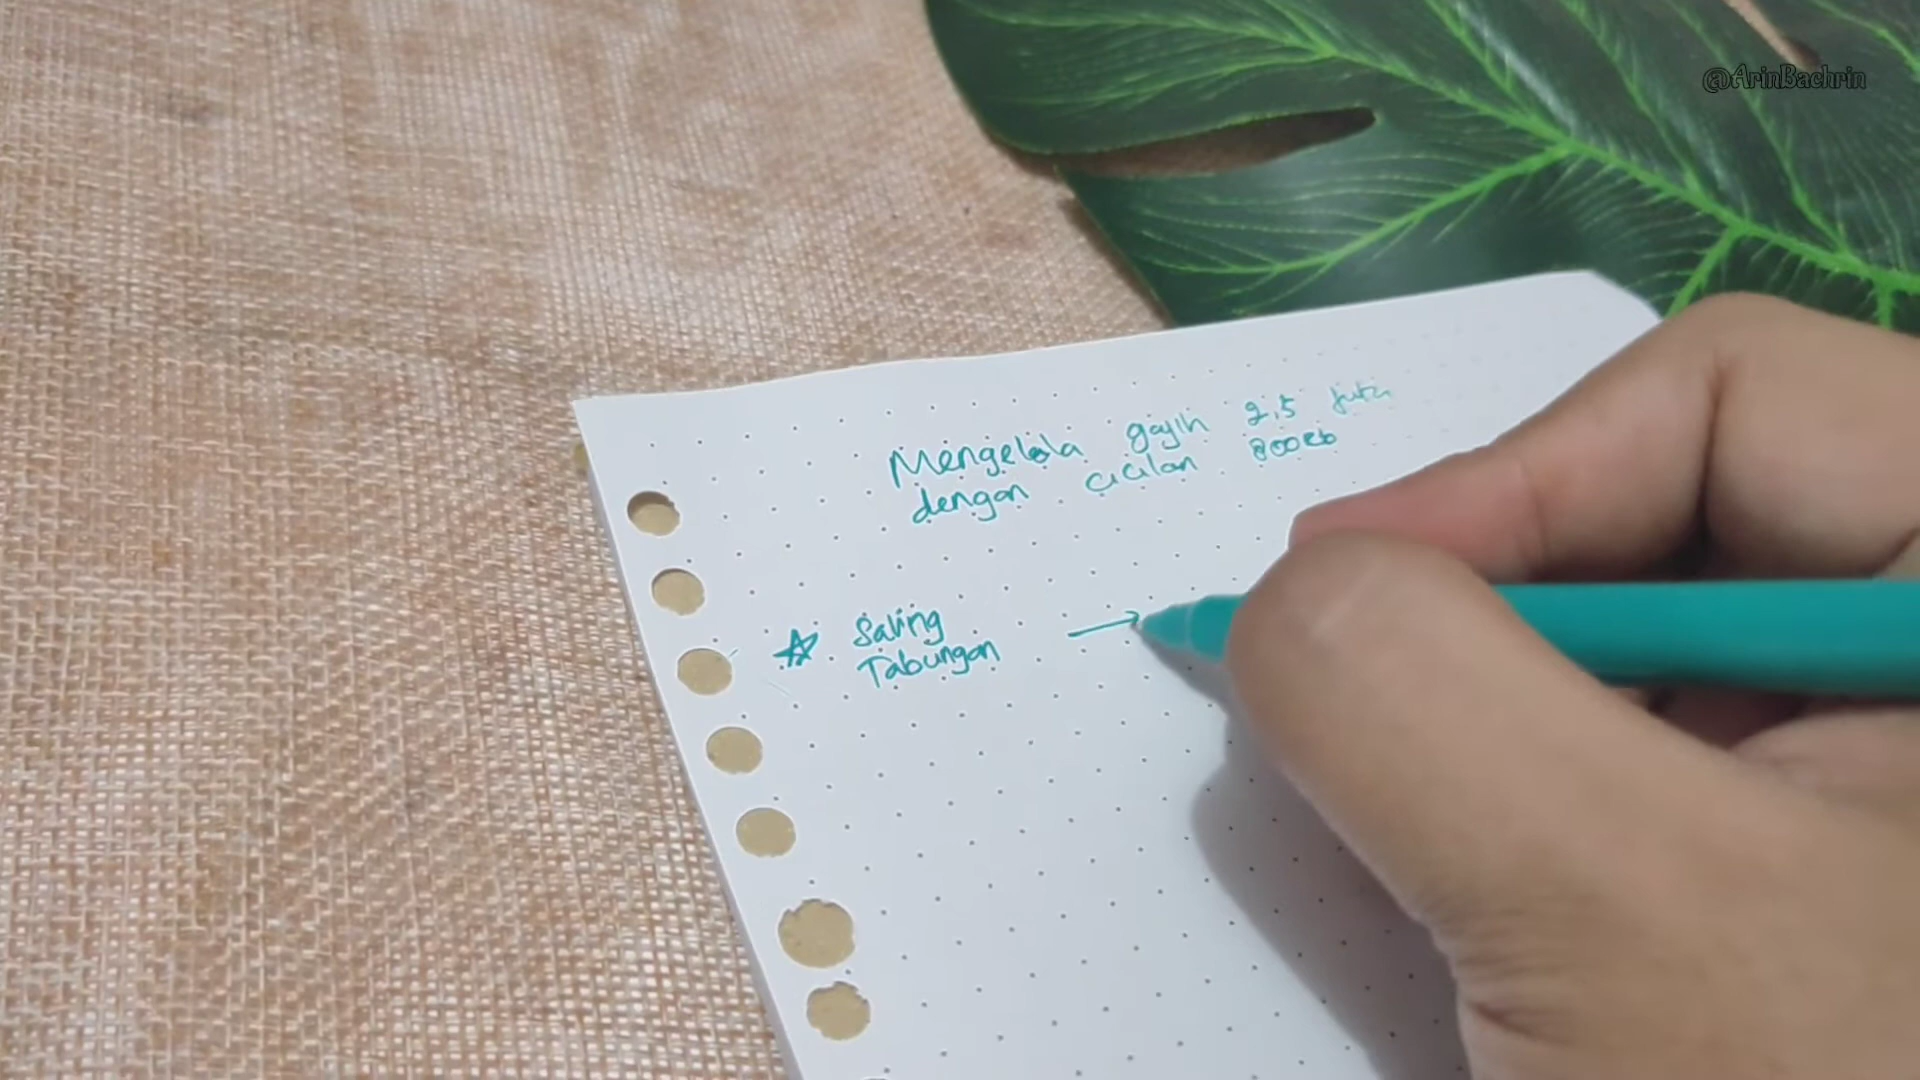 @ArinBachrin
Mengelola gajih 2,5 juta
dengan cicilan 800rb
Saving
Tabungan